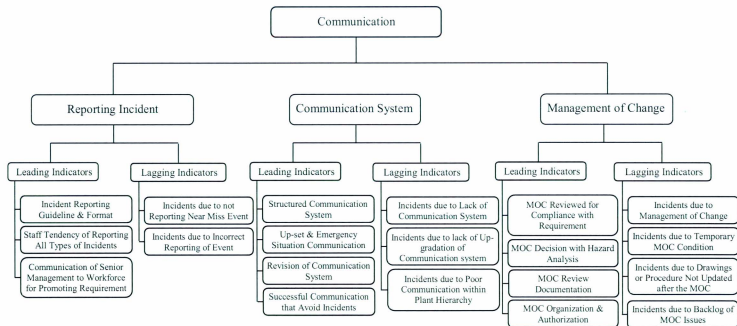 Communication
Reporting Incident
Communication System
Management of Change
Leading Indicators
Lagging Indicators
Leading Indicators
Lagging Indicators
Leading Indicators
Lagging Indicators
Incident Reporting
Guideline & Format
Staff Tendency of Reporting
All Types of Incidents
Communication of Senior
Management to Workforce
for Promoting Requirement
Incidents due to not
Reporting Near Miss Event
Incidents due to Incorrect
Reporting of Event
Structured Communication
System
Up-set & Emergency
Situation Communication
Revision of Communication
System
Successful Communication
that Avoid Incidents
Incidents due to Lack of
Communication System
Incidents due to lack of Up-
gradation of
Communication system
Incidents due to Poor
Communication within
Plant Hierarchy
MOC Reviewed for
Compliance with
Requirement
MOC Decision with Hazard
Analysis
MOC Review
Documentation
MOC Organization &
Authorization
Incidents due to
Management of Change
Incidents due to Temporary
MOC Condition
Incidents due to Drawings
or Procedure Not Updated
after the MOC
Incidents due to Backlog of
MOC Issues